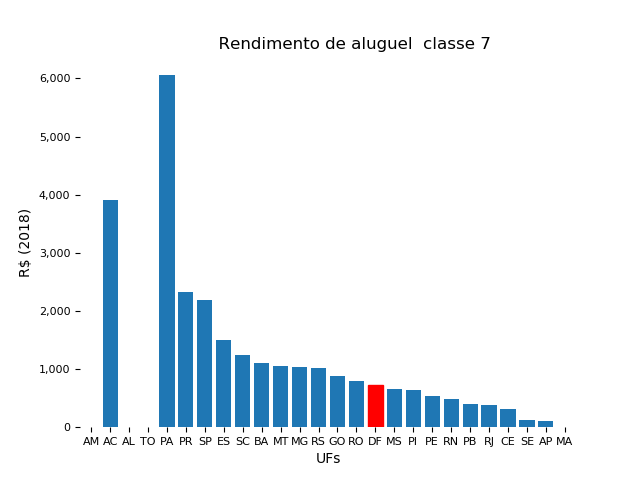 Rendimento de aluguel  classe 7
6,000
5,000
4,000
3,000
2,000
1,000
0
R$ (2018)
AM AC AL TO PA PR SP ES SC BA MT MG RS GO RO DF MS PI PE RN PB RJ CE SE AP MA
UFs